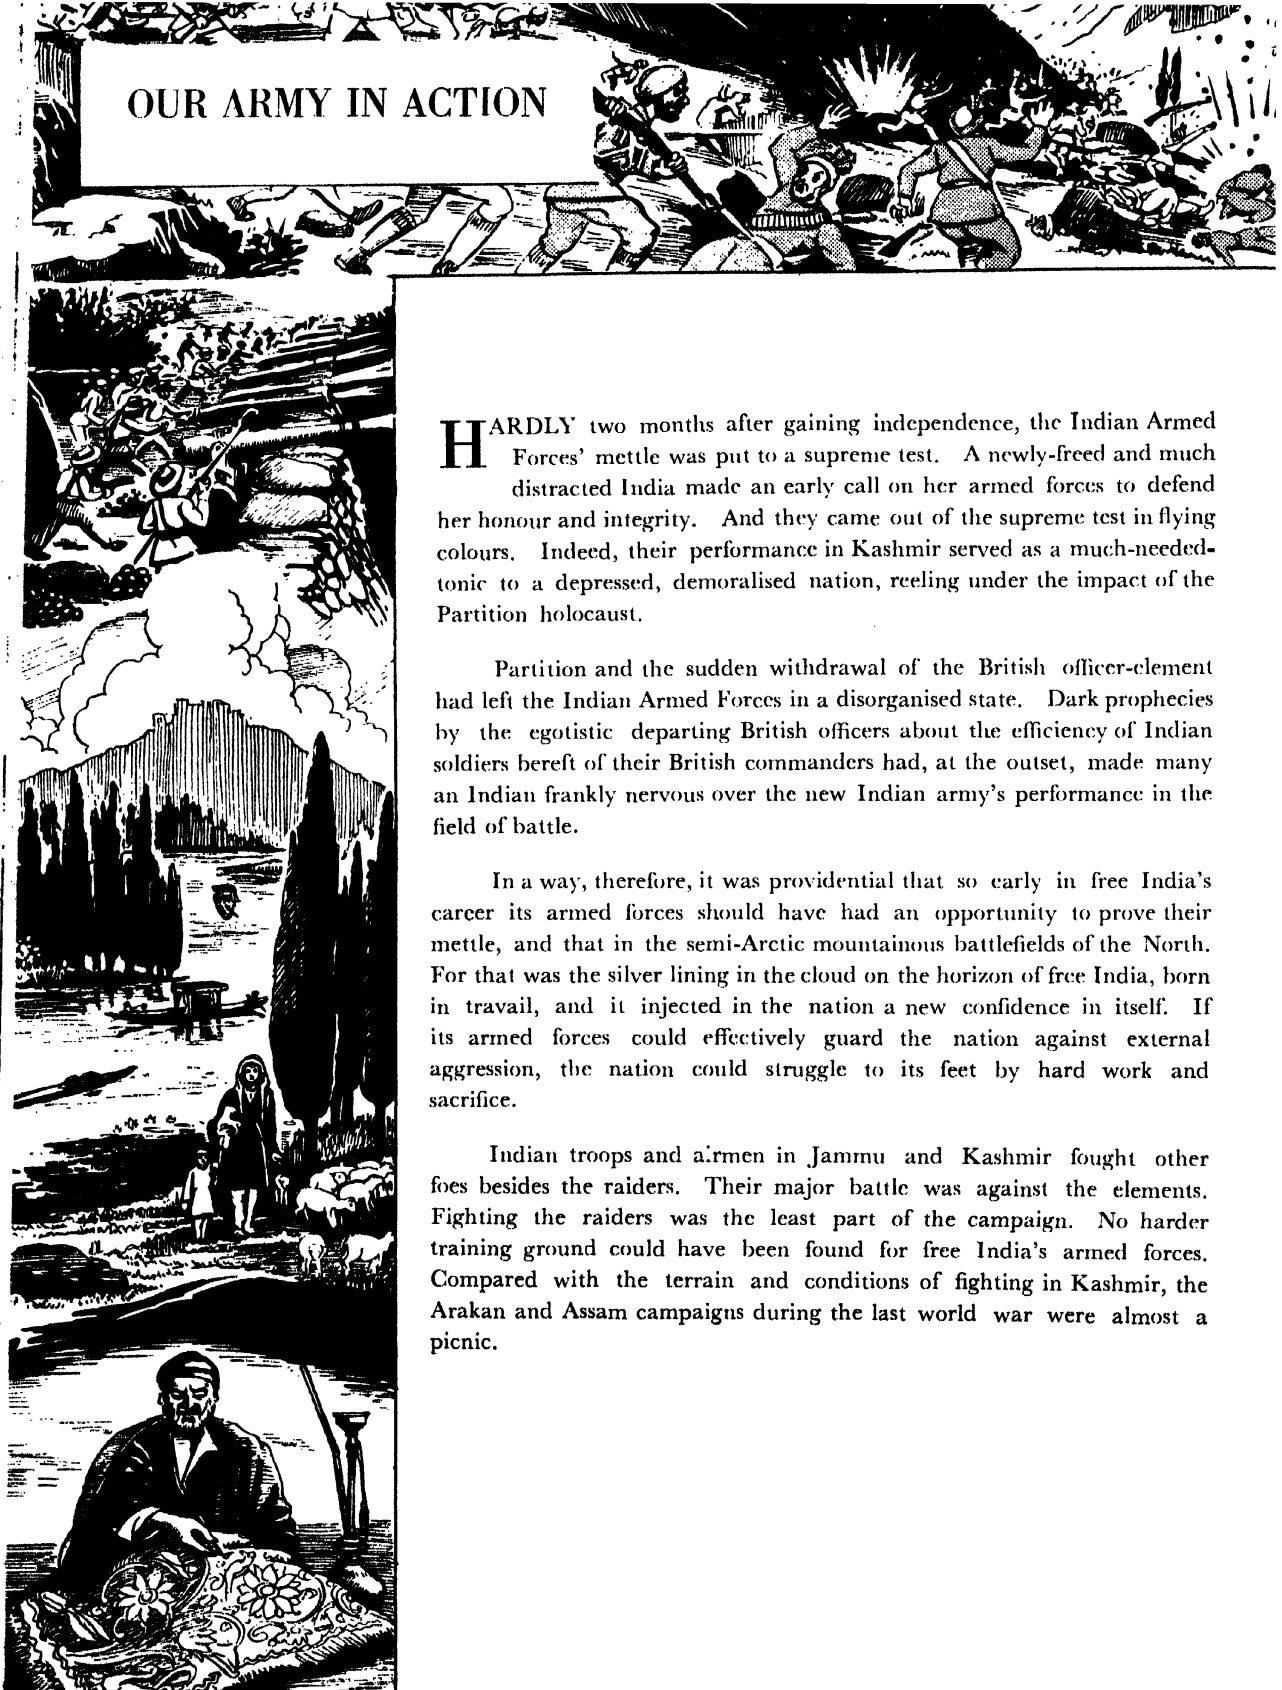 OUR ARMY IN ACTION
HARDLY two months after gaining independence, the Indian Armed
Forces' mettle was put to a supreme test. A newly-freed and much
distracted India made an early call on her armed forces to defend
her honour and integrity. And they came out of the supreme test in flying
colours. Indeed, their performance in Kashmir served as a much-needed-
tonic to a depressed, demoralised nation, reeling under the impact of the
Partition holocaust.
Partition and the sudden withdrawal of the British officer-element
had left the Indian Armed Forces in a disorganised state. Dark prophecies
by the egotistic departing British officers about the efficiency of Indian
soldiers bereft of their British commanders had, at the outset, made many
an Indian frankly nervous over the new Indian army's performance in the
field of battle.
In a way, therefore, it was providential that so early in free India's
career its armed forces should have had an opportunity to prove their
mettle, and that in the semi-Arctic mountainous battlefields of the North.
For that was the silver lining in the cloud on the horizon of free India, born
in travail, and it injected in the nation a new confidence in itself. If
its armed forces could effectively guard the nation against external
aggression, the nation could struggle to its feet by hard work and
sacrifice.
Indian troops and airmen in Jammu and Kashmir fought other
foes besides the raiders. Their major battle was against the elements.
Fighting the raiders was the least part of the campaign. No harder
training ground could have been found for free India's armed forces.
Compared with the terrain and conditions of fighting in Kashmir, the
Arakan and Assam campaigns during the last world war were almost a
picnic.